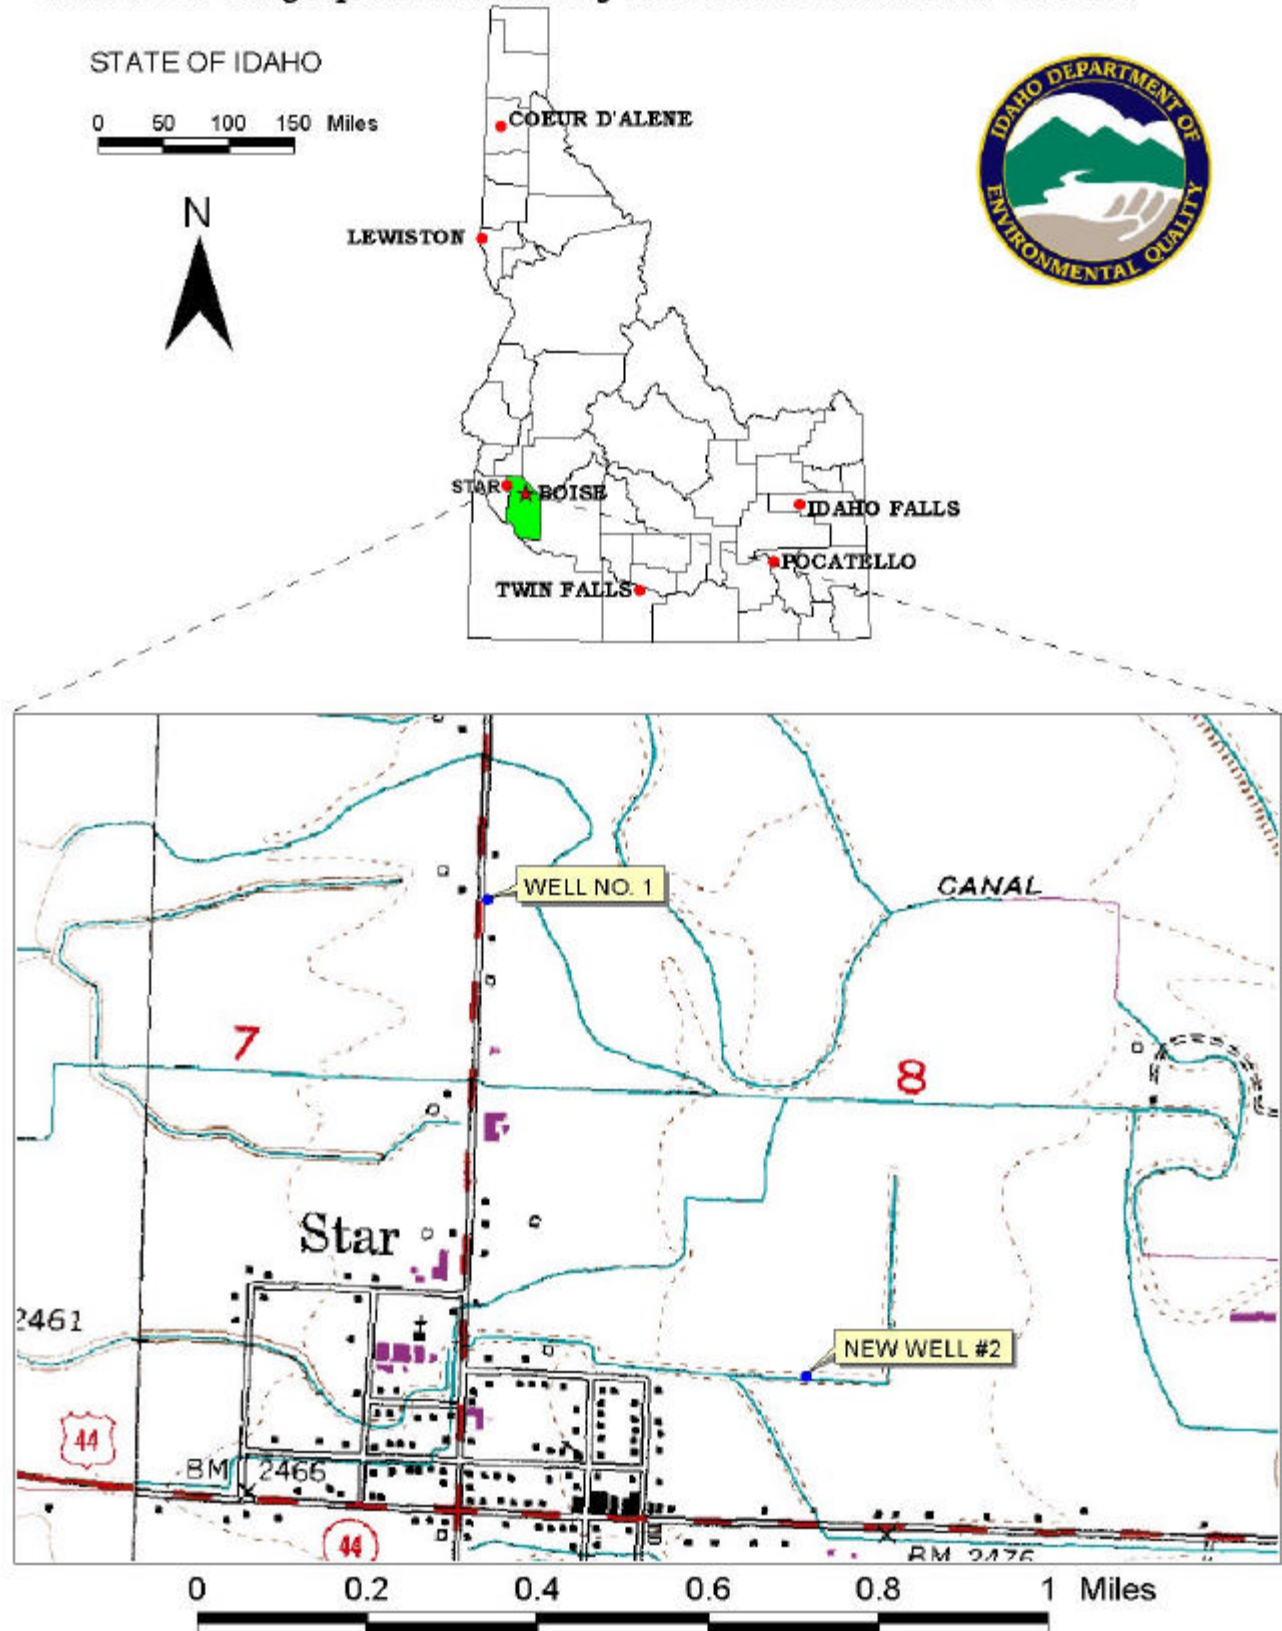 STATE OF IDAHO
0 50 100 150 Miles
N
COEUR D'ALENE
LEWISTON
STAR
BOISE
IDAHO FALLS
POCATELLO
TWIN FALLS
IDAHO DEPARTMENT OF
ENVIRONMENTAL QUALITY
WELL NO. 1
CANAL
7
8
Star
2461
NEW WELL #2
44
BM 2466
44
BM 2476
0 0.2 0.4 0.6 0.8 1 Miles